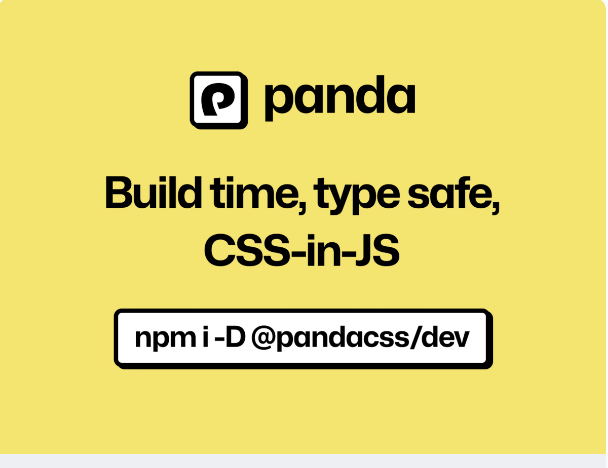 panda
Build time, type safe,
CSS-in-JS
npm i -D @pandacss/dev